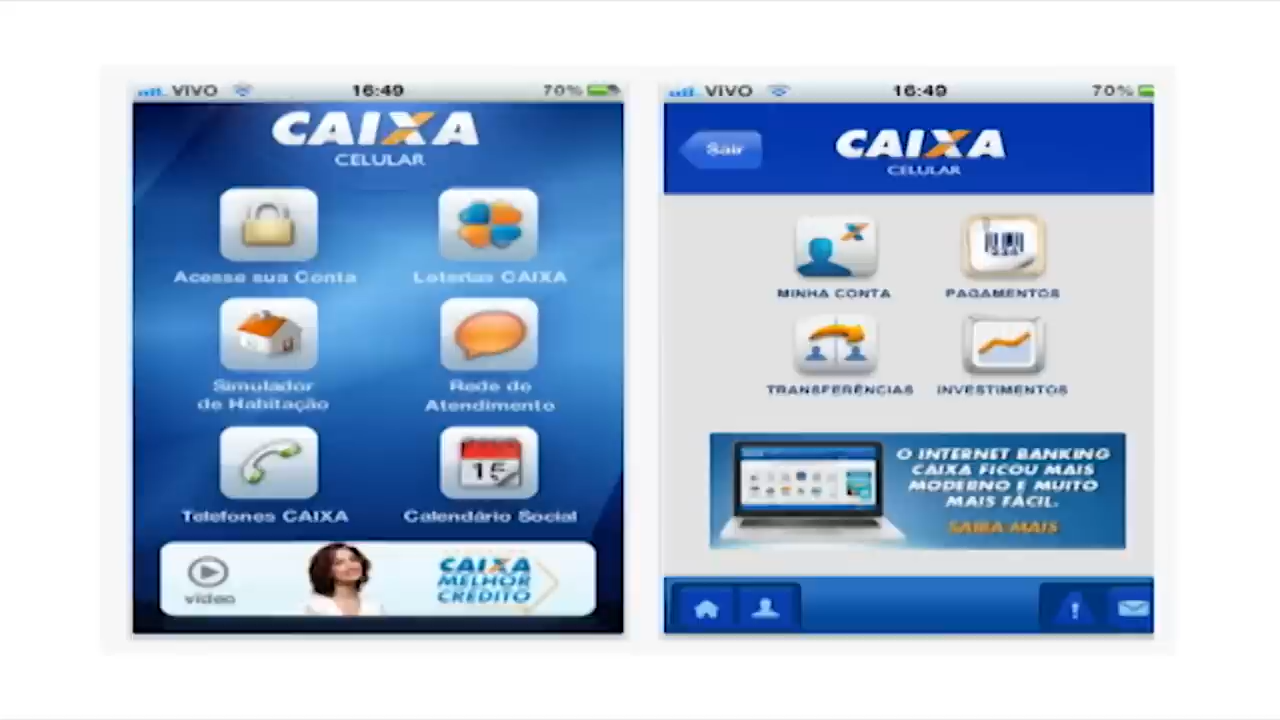 VIVO 16:49 70%
CAIXA
CELULAR
Acesse sua Conta
Loterias CAIXA
Simulador
de Habitação
Rede de
Atendimento
Telefones CAIXA
Calendário Social
15
vídeo
CAIXA
MELHOR
CRÉDITO
VIVO 16:49 70%
Sair
CAIXA
CELULAR
MINHA CONTA
PAGAMENTOS
TRANSFERÊNCIAS
INVESTIMENTOS
O INTERNET BANKING
CAIXA FICOU MAIS
MODERNO E MUITO
MAIS FÁCIL.
SAIBA MAIS